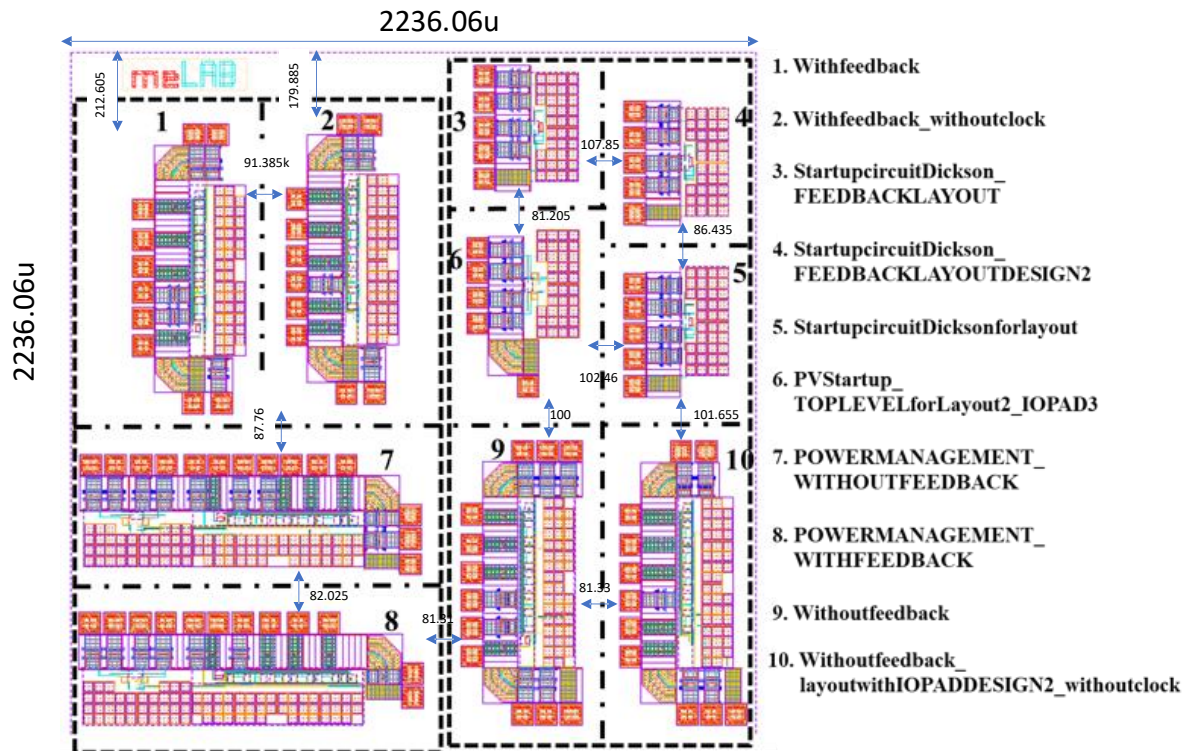 2236.06u
2236.06u
212.605
179.885
meLAB
1
2
91.385k
3
4
107.85
81.205
86.435
6
5
102.46
100
101.655
87.76
7
9
10
82.025
8
81.31
81.33
1. Withfeedback
2. Withfeedback_withoutclock
3. StartupcircuitDickson_
FEEDBACKLAYOUT
4. StartupcircuitDickson_
FEEDBACKLAYOUTDESIGN2
5. StartupcircuitDicksonforlayout
6. PVStartup_
TOPLEVELforLayout2_IOPAD3
7. POWERMANAGEMENT_
WITHOUTFEEDBACK
8. POWERMANAGEMENT_
WITHFEEDBACK
9. Withoutfeedback
10. Withoutfeedback_
layoutwithIOPADDESIGN2_withoutclock